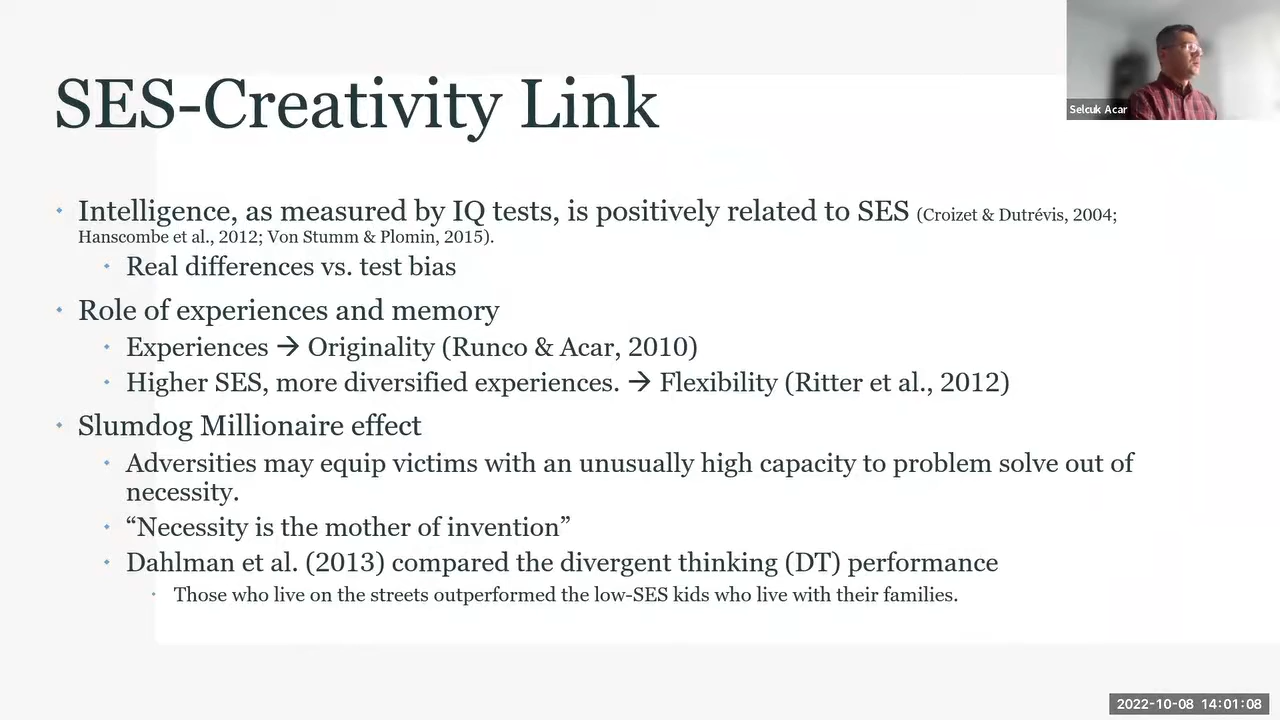 SES-Creativity Link
Selcuk Acar
Intelligence, as measured by IQ tests, is positively related to SES (Croizet & Dutrévis, 2004;
Hanscombe et al., 2012; Von Stumm & Plomin, 2015).
Real differences vs. test bias
Role of experiences and memory
Experiences → Originality (Runco & Acar, 2010)
Higher SES, more diversified experiences. → Flexibility (Ritter et al., 2012)
Slumdog Millionaire effect
Adversities may equip victims with an unusually high capacity to problem solve out of
necessity.
“Necessity is the mother of invention”
Dahlman et al. (2013) compared the divergent thinking (DT) performance
Those who live on the streets outperformed the low-SES kids who live with their families.
2022-10-08 14:01:08